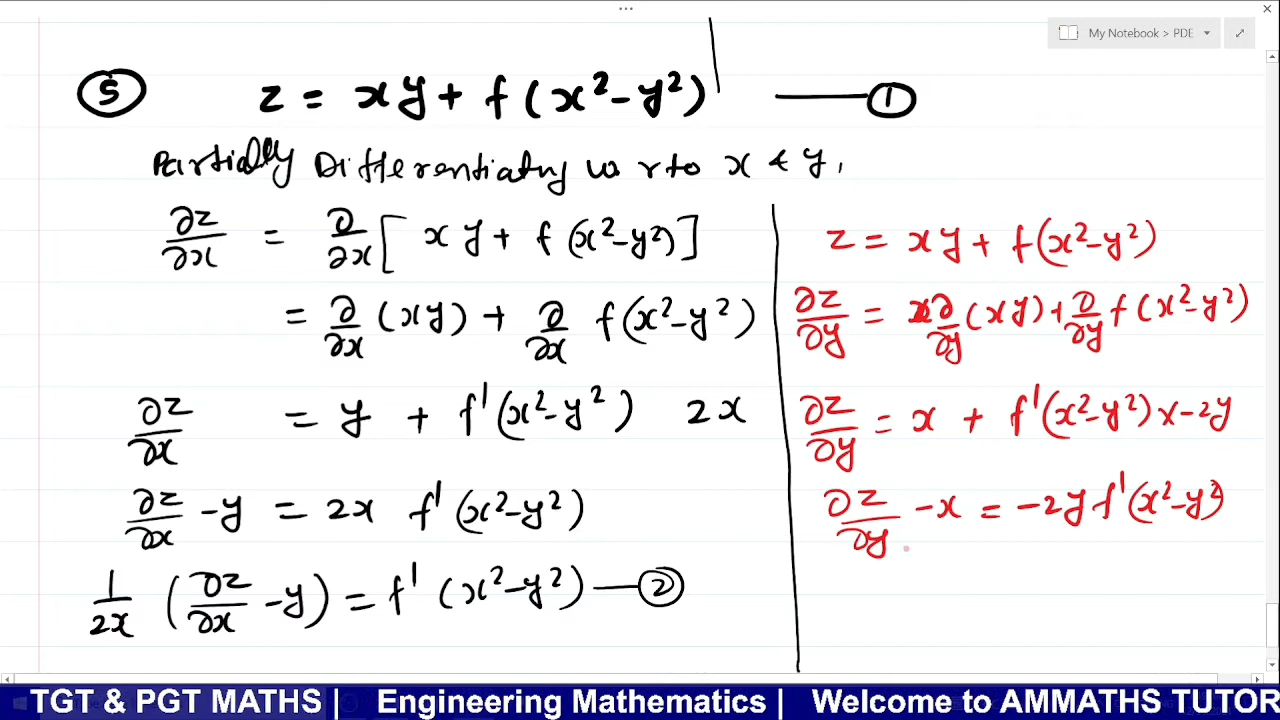 My Notebook > PDE
5 z = xy + f(x² - y²) —— 1
Partially Differentiating w r to x & y,
∂z/∂x = ∂/∂x [ xy + f(x² - y²) ]
= ∂/∂x (xy) + ∂/∂x f(x² - y²)
∂z/∂x = y + f'(x² - y²) 2x
∂z/∂x - y = 2x f'(x² - y²)
1/2x (∂z/∂x - y) = f'(x² - y²) —— 2
z = xy + f(x² - y²)
∂z/∂y = ∂/∂y (xy) + ∂/∂y f(x² - y²)
∂z/∂y = x + f'(x² - y²) × -2y
∂z/∂y - x = -2y f'(x² - y²)
TGT & PGT MATHS | Engineering Mathematics | Welcome to AMMATHS TUTOR